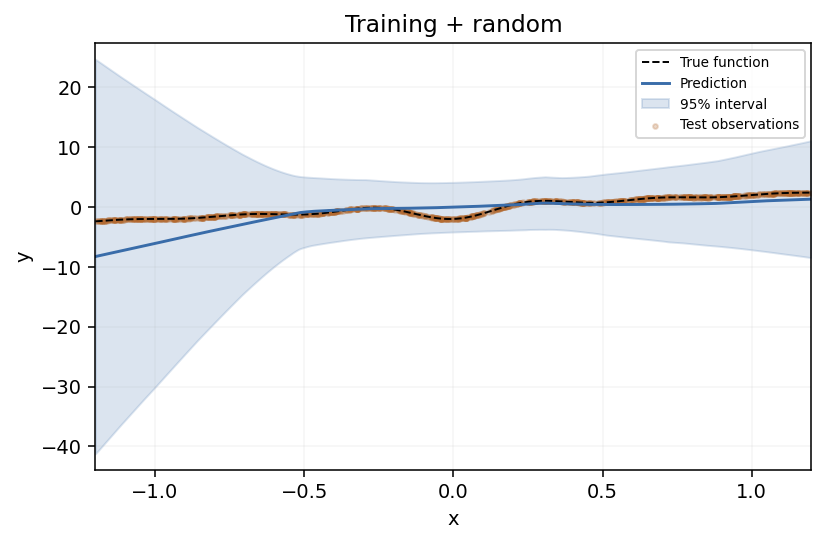 Training + random
True function
Prediction
95% interval
Test observations
20
10
0
−10
−20
−30
−40
y
−1.0 −0.5 0.0 0.5 1.0
x